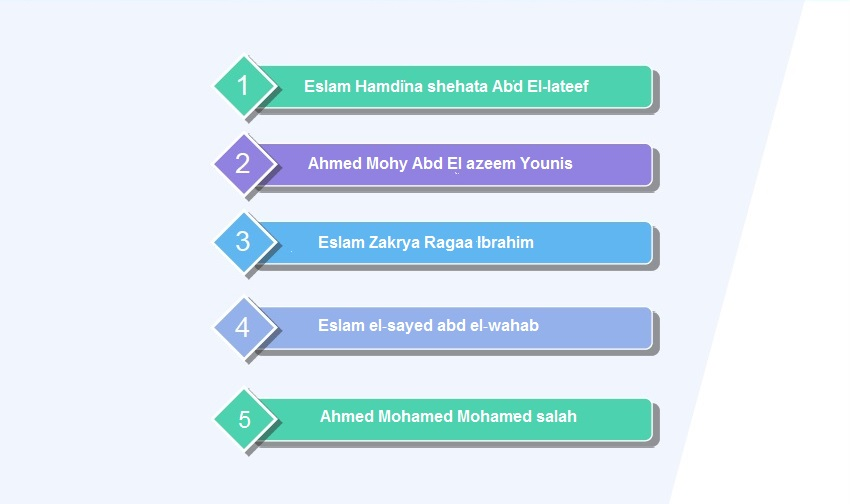 1 Eslam Hamdina shehata Abd El-lateef
2 Ahmed Mohy Abd El azeem Younis
3 Eslam Zakrya Ragaa Ibrahim
4 Eslam el-sayed abd el-wahab
5 Ahmed Mohamed Mohamed salah